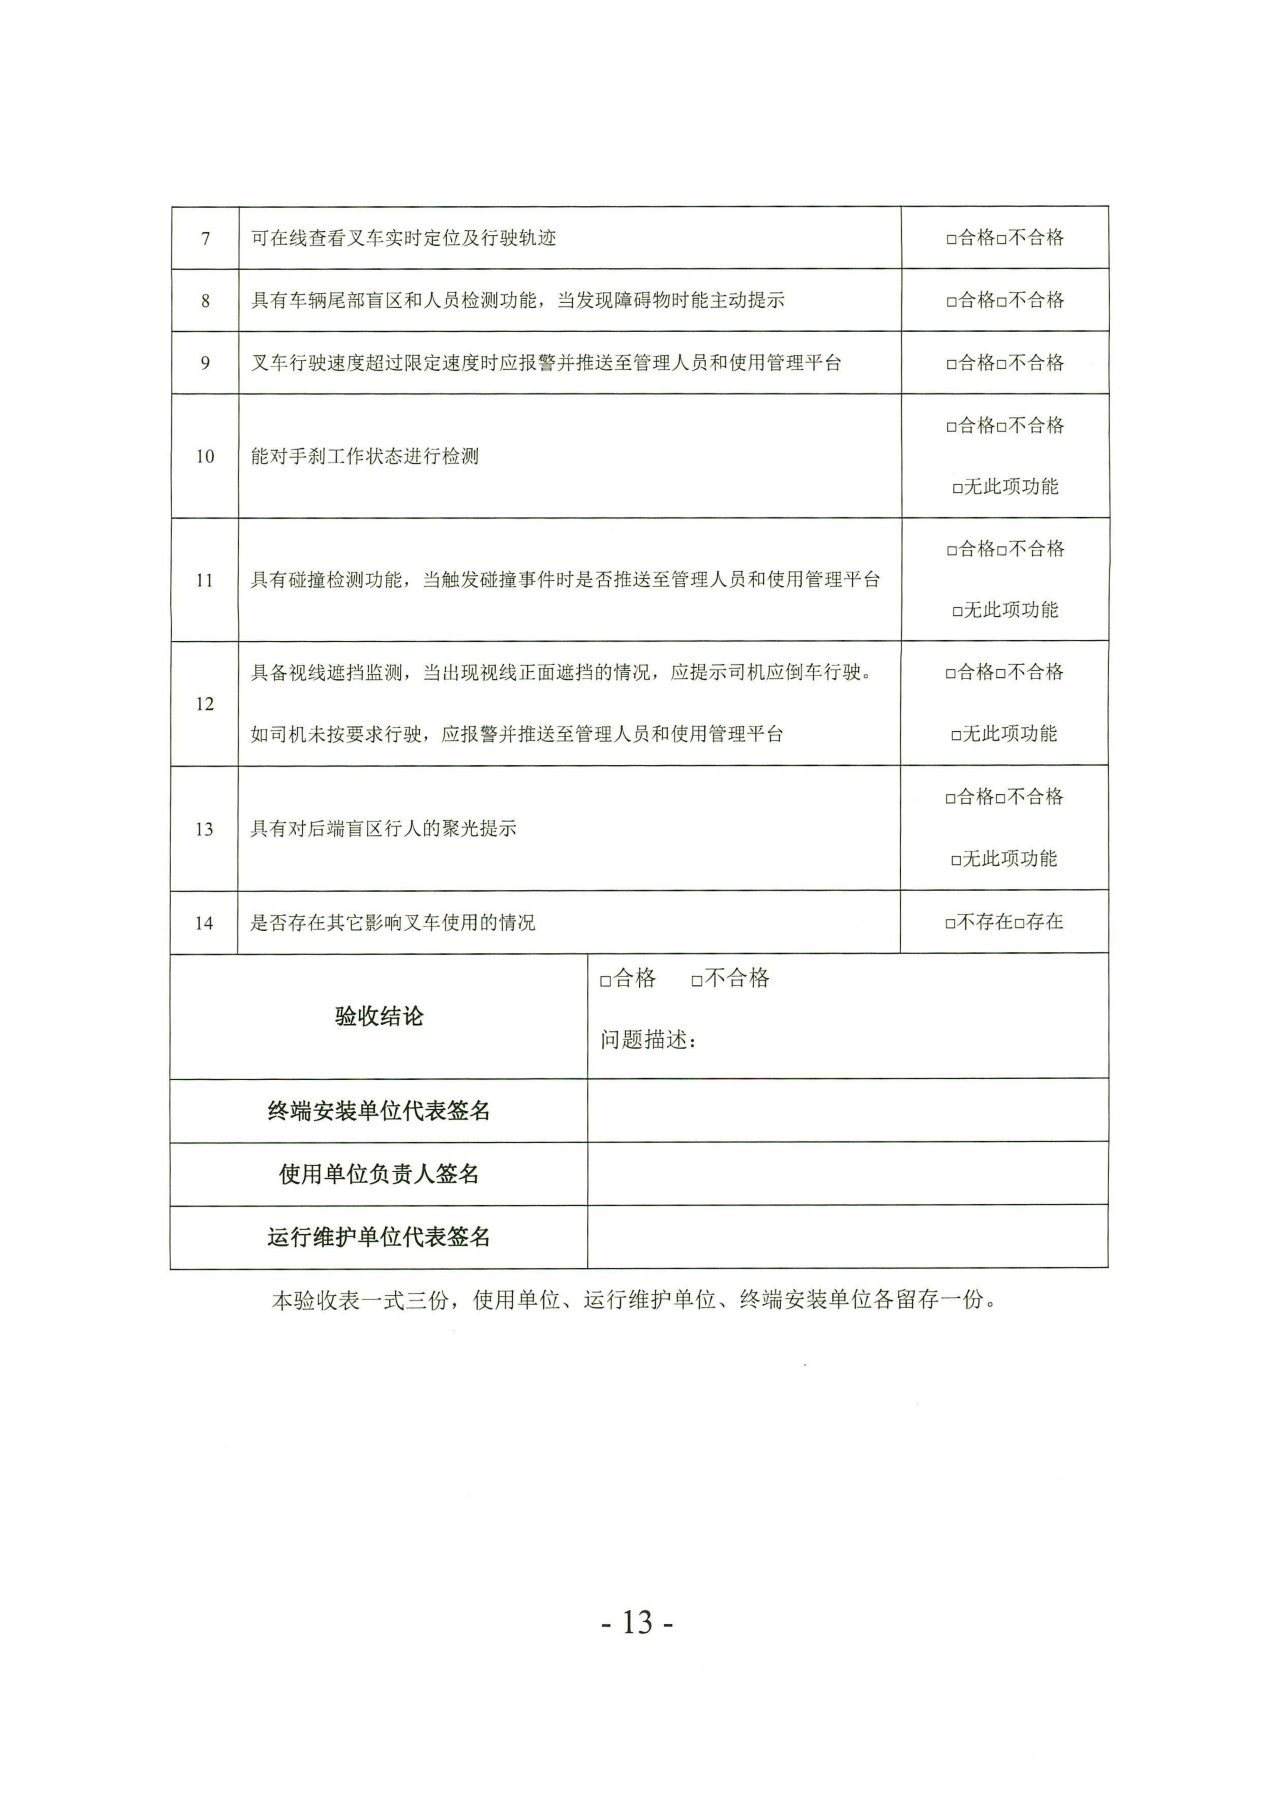 7 可在线查看叉车实时定位及行驶轨迹 □合格□不合格
8 具有车辆尾部盲区和人员检测功能，当发现障碍物时能主动提示 □合格□不合格
9 叉车行驶速度超过限定速度时应报警并推送至管理人员和使用管理平台 □合格□不合格
10 能对手刹工作状态进行检测 □合格□不合格
□无此项功能
11 具有碰撞检测功能，当触发碰撞事件时是否推送至管理人员和使用管理平台 □合格□不合格
□无此项功能
12 具备视线遮挡监测，当出现视线正面遮挡的情况，应提示司机应倒车行驶。 □合格□不合格
如司机未按要求行驶，应报警并推送至管理人员和使用管理平台 □无此项功能
13 具有对后端盲区行人的聚光提示 □合格□不合格
□无此项功能
14 是否存在其它影响叉车使用的情况 □不存在□存在
验收结论 □合格 □不合格
问题描述：
终端安装单位代表签名
使用单位负责人签名
运行维护单位代表签名
本验收表一式三份，使用单位、运行维护单位、终端安装单位各留存一份。
- 13 -